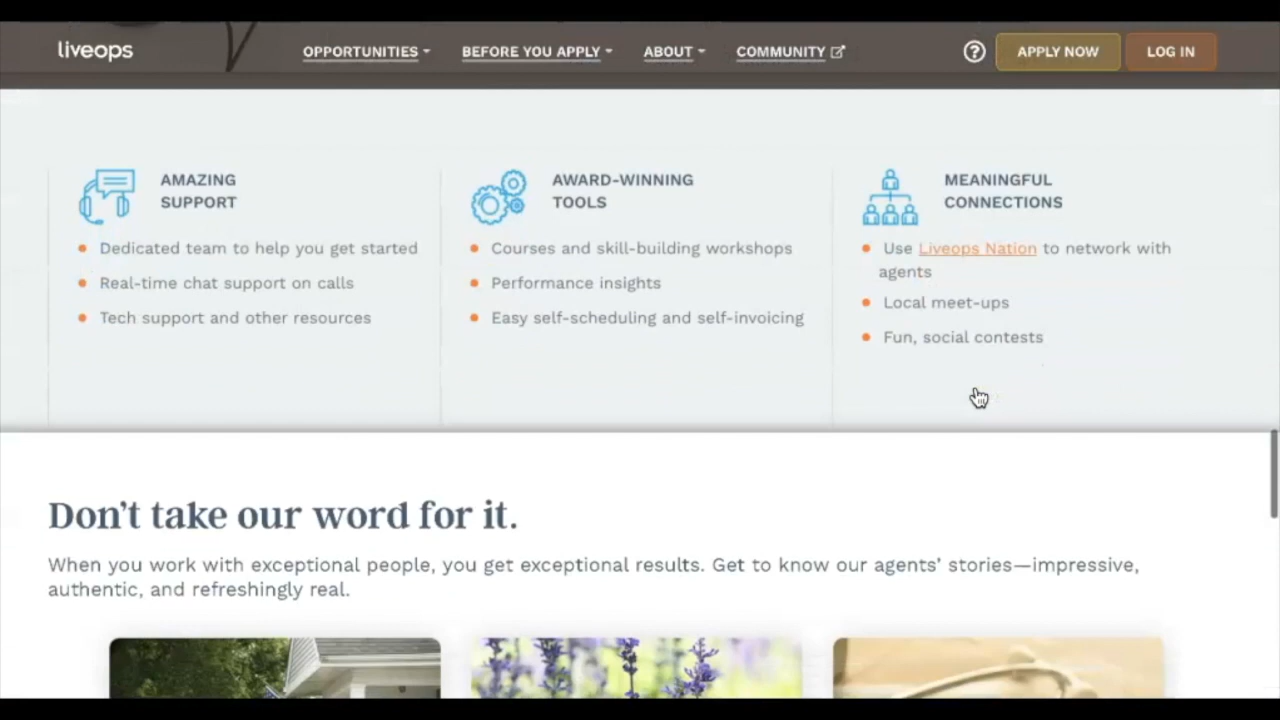 liveops
OPPORTUNITIES
BEFORE YOU APPLY
ABOUT
COMMUNITY
?
APPLY NOW
LOG IN
AMAZING
SUPPORT
Dedicated team to help you get started
Real-time chat support on calls
Tech support and other resources
AWARD-WINNING
TOOLS
Courses and skill-building workshops
Performance insights
Easy self-scheduling and self-invoicing
MEANINGFUL
CONNECTIONS
Use Liveops Nation to network with
agents
Local meet-ups
Fun, social contests
Don't take our word for it.
When you work with exceptional people, you get exceptional results. Get to know our agents' stories—impressive,
authentic, and refreshingly real.